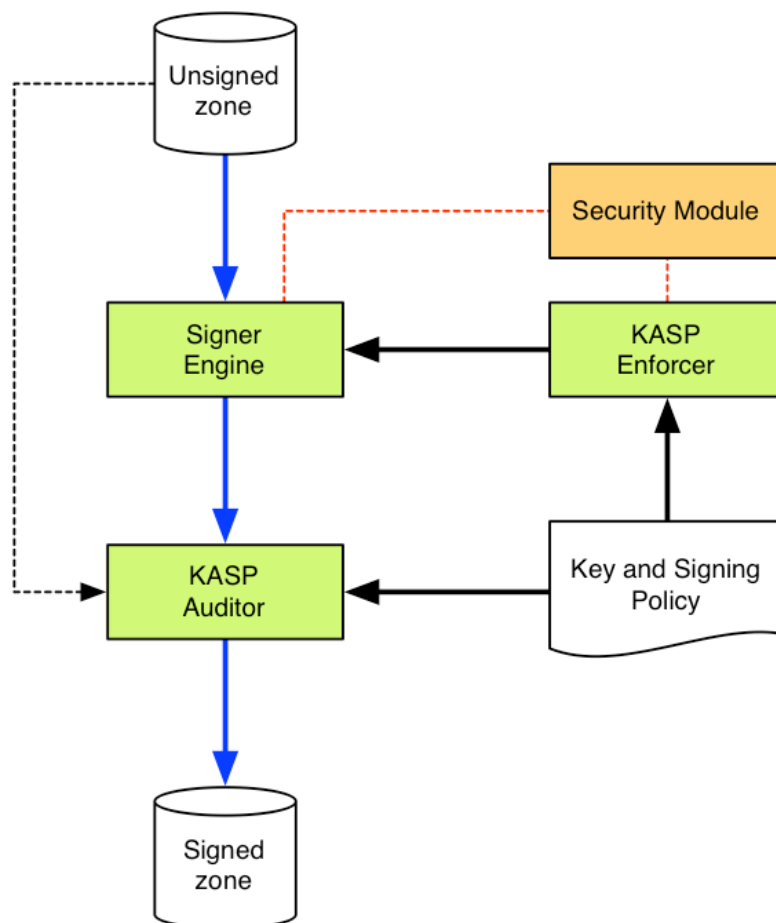 Unsigned
zone
Security Module
Signer
Engine
KASP
Enforcer
KASP
Auditor
Key and Signing
Policy
Signed
zone